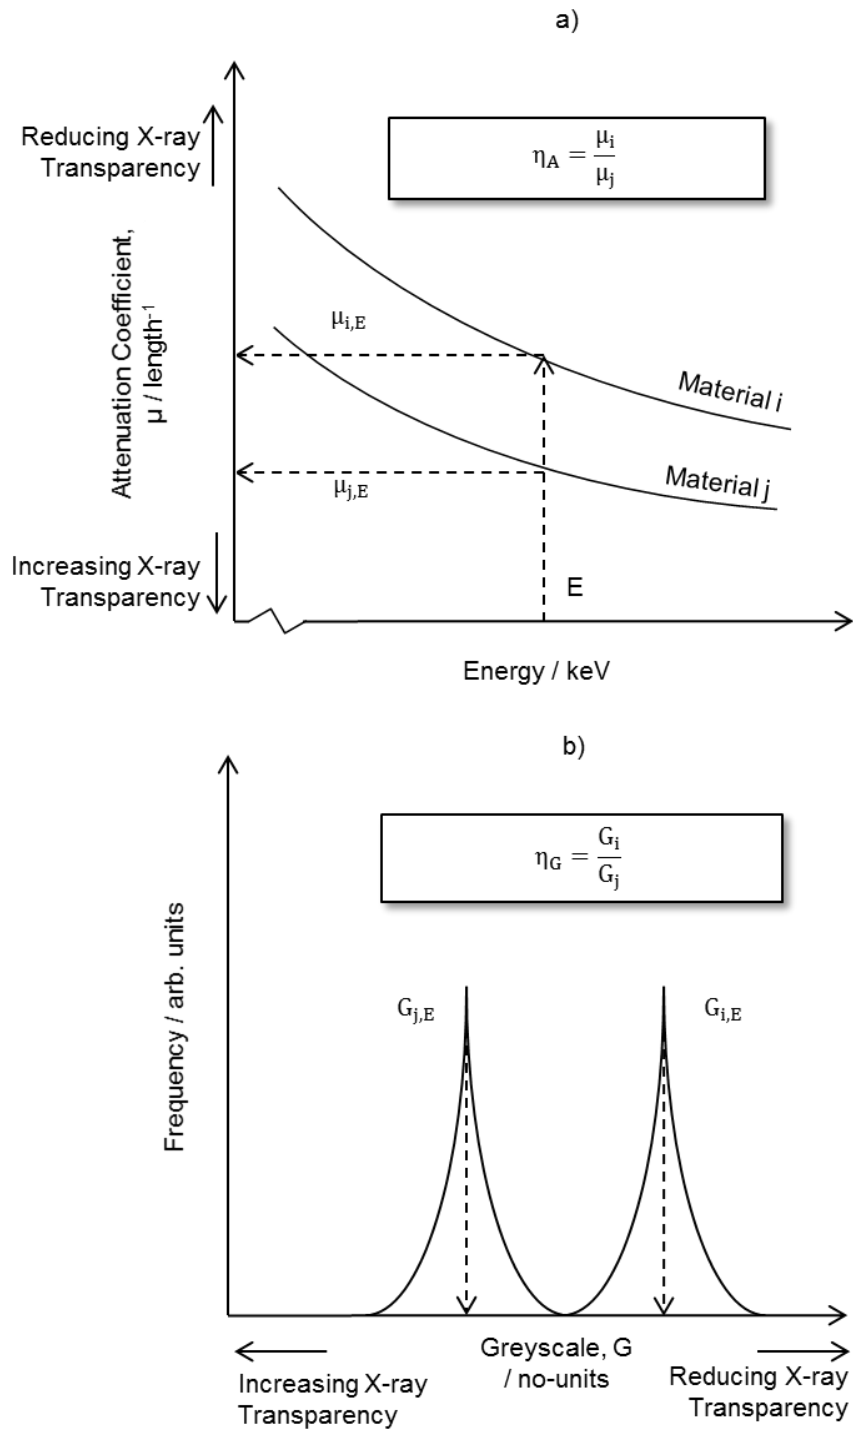 a)
Reducing X-ray
Transparency
η_A = μ_i / μ_j
Attenuation Coefficient,
μ / length⁻¹
μ_i,E
Material i
μ_j,E
Material j
Increasing X-ray
Transparency
E
Energy / keV
b)
η_G = G_i / G_j
Frequency / arb. units
G_j,E
G_i,E
Greyscale, G
/ no-units
Increasing X-ray
Transparency
Reducing X-ray
Transparency